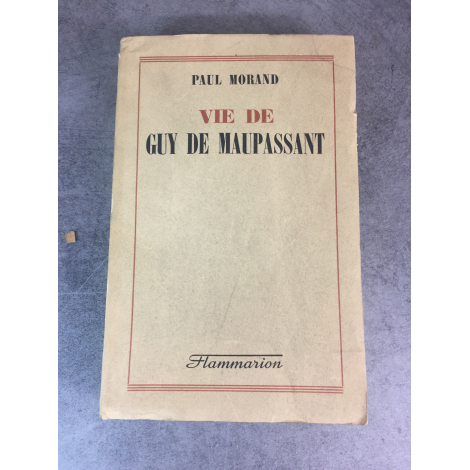 PAUL MORAND
VIE DE
GUY DE MAUPASSANT
Flammarion